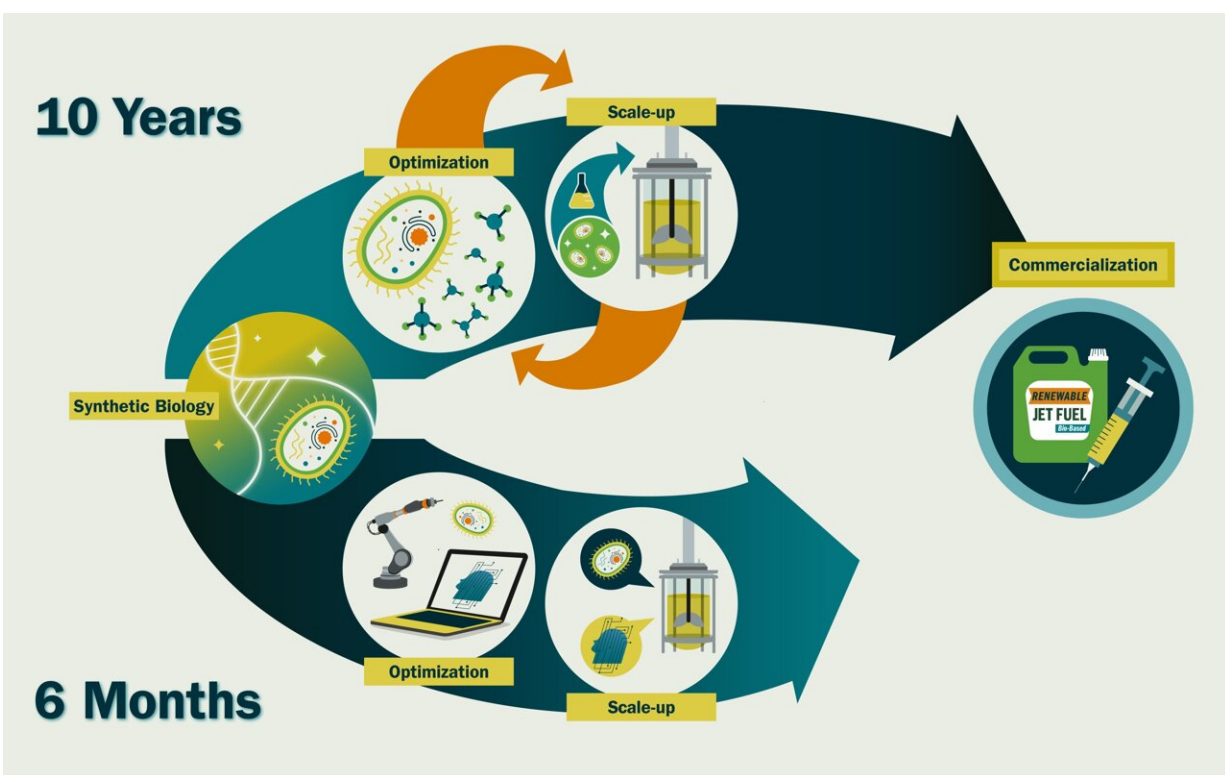 10 Years
Optimization
Scale-up
Commercialization
Synthetic Biology
RENEWABLE
JET FUEL
Bio-Based
Optimization
Scale-up
6 Months